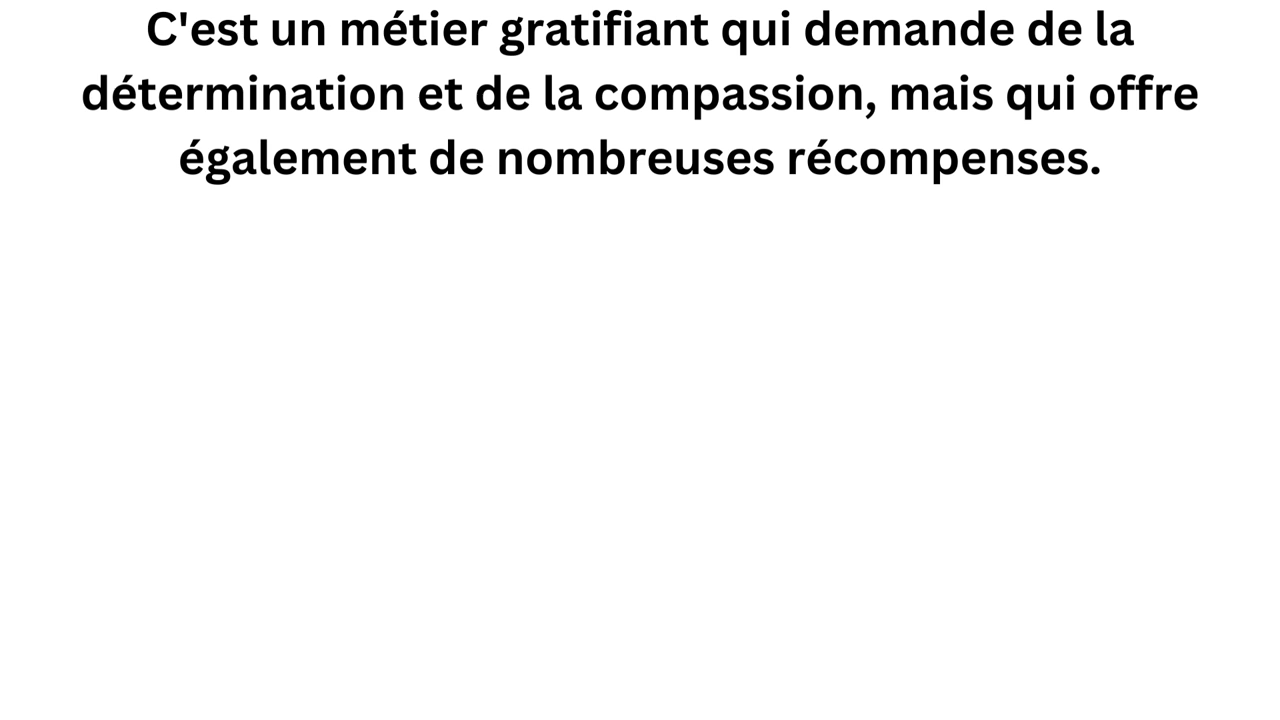 C'est un métier gratifiant qui demande de la
détermination et de la compassion, mais qui offre
également de nombreuses récompenses.